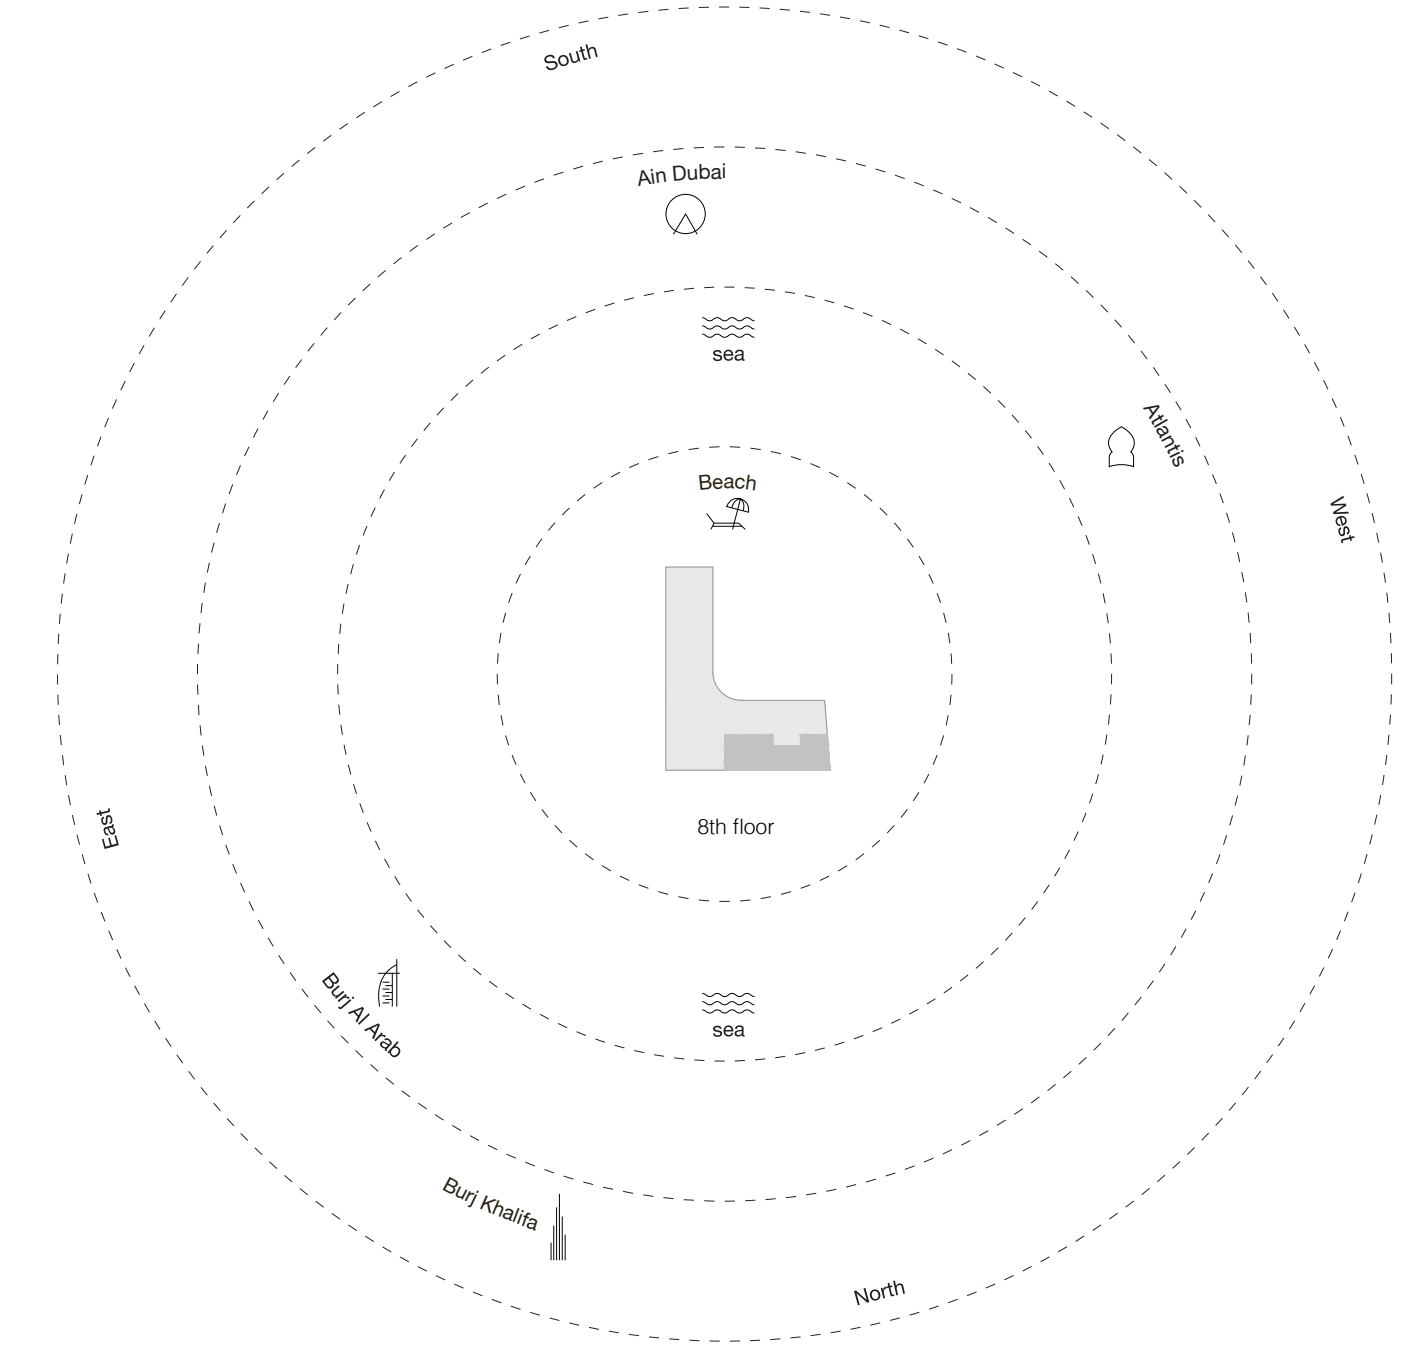 South
Ain Dubai
sea
Atlantis
Beach
West
8th floor
East
Burj Al Arab
sea
Burj Khalifa
North